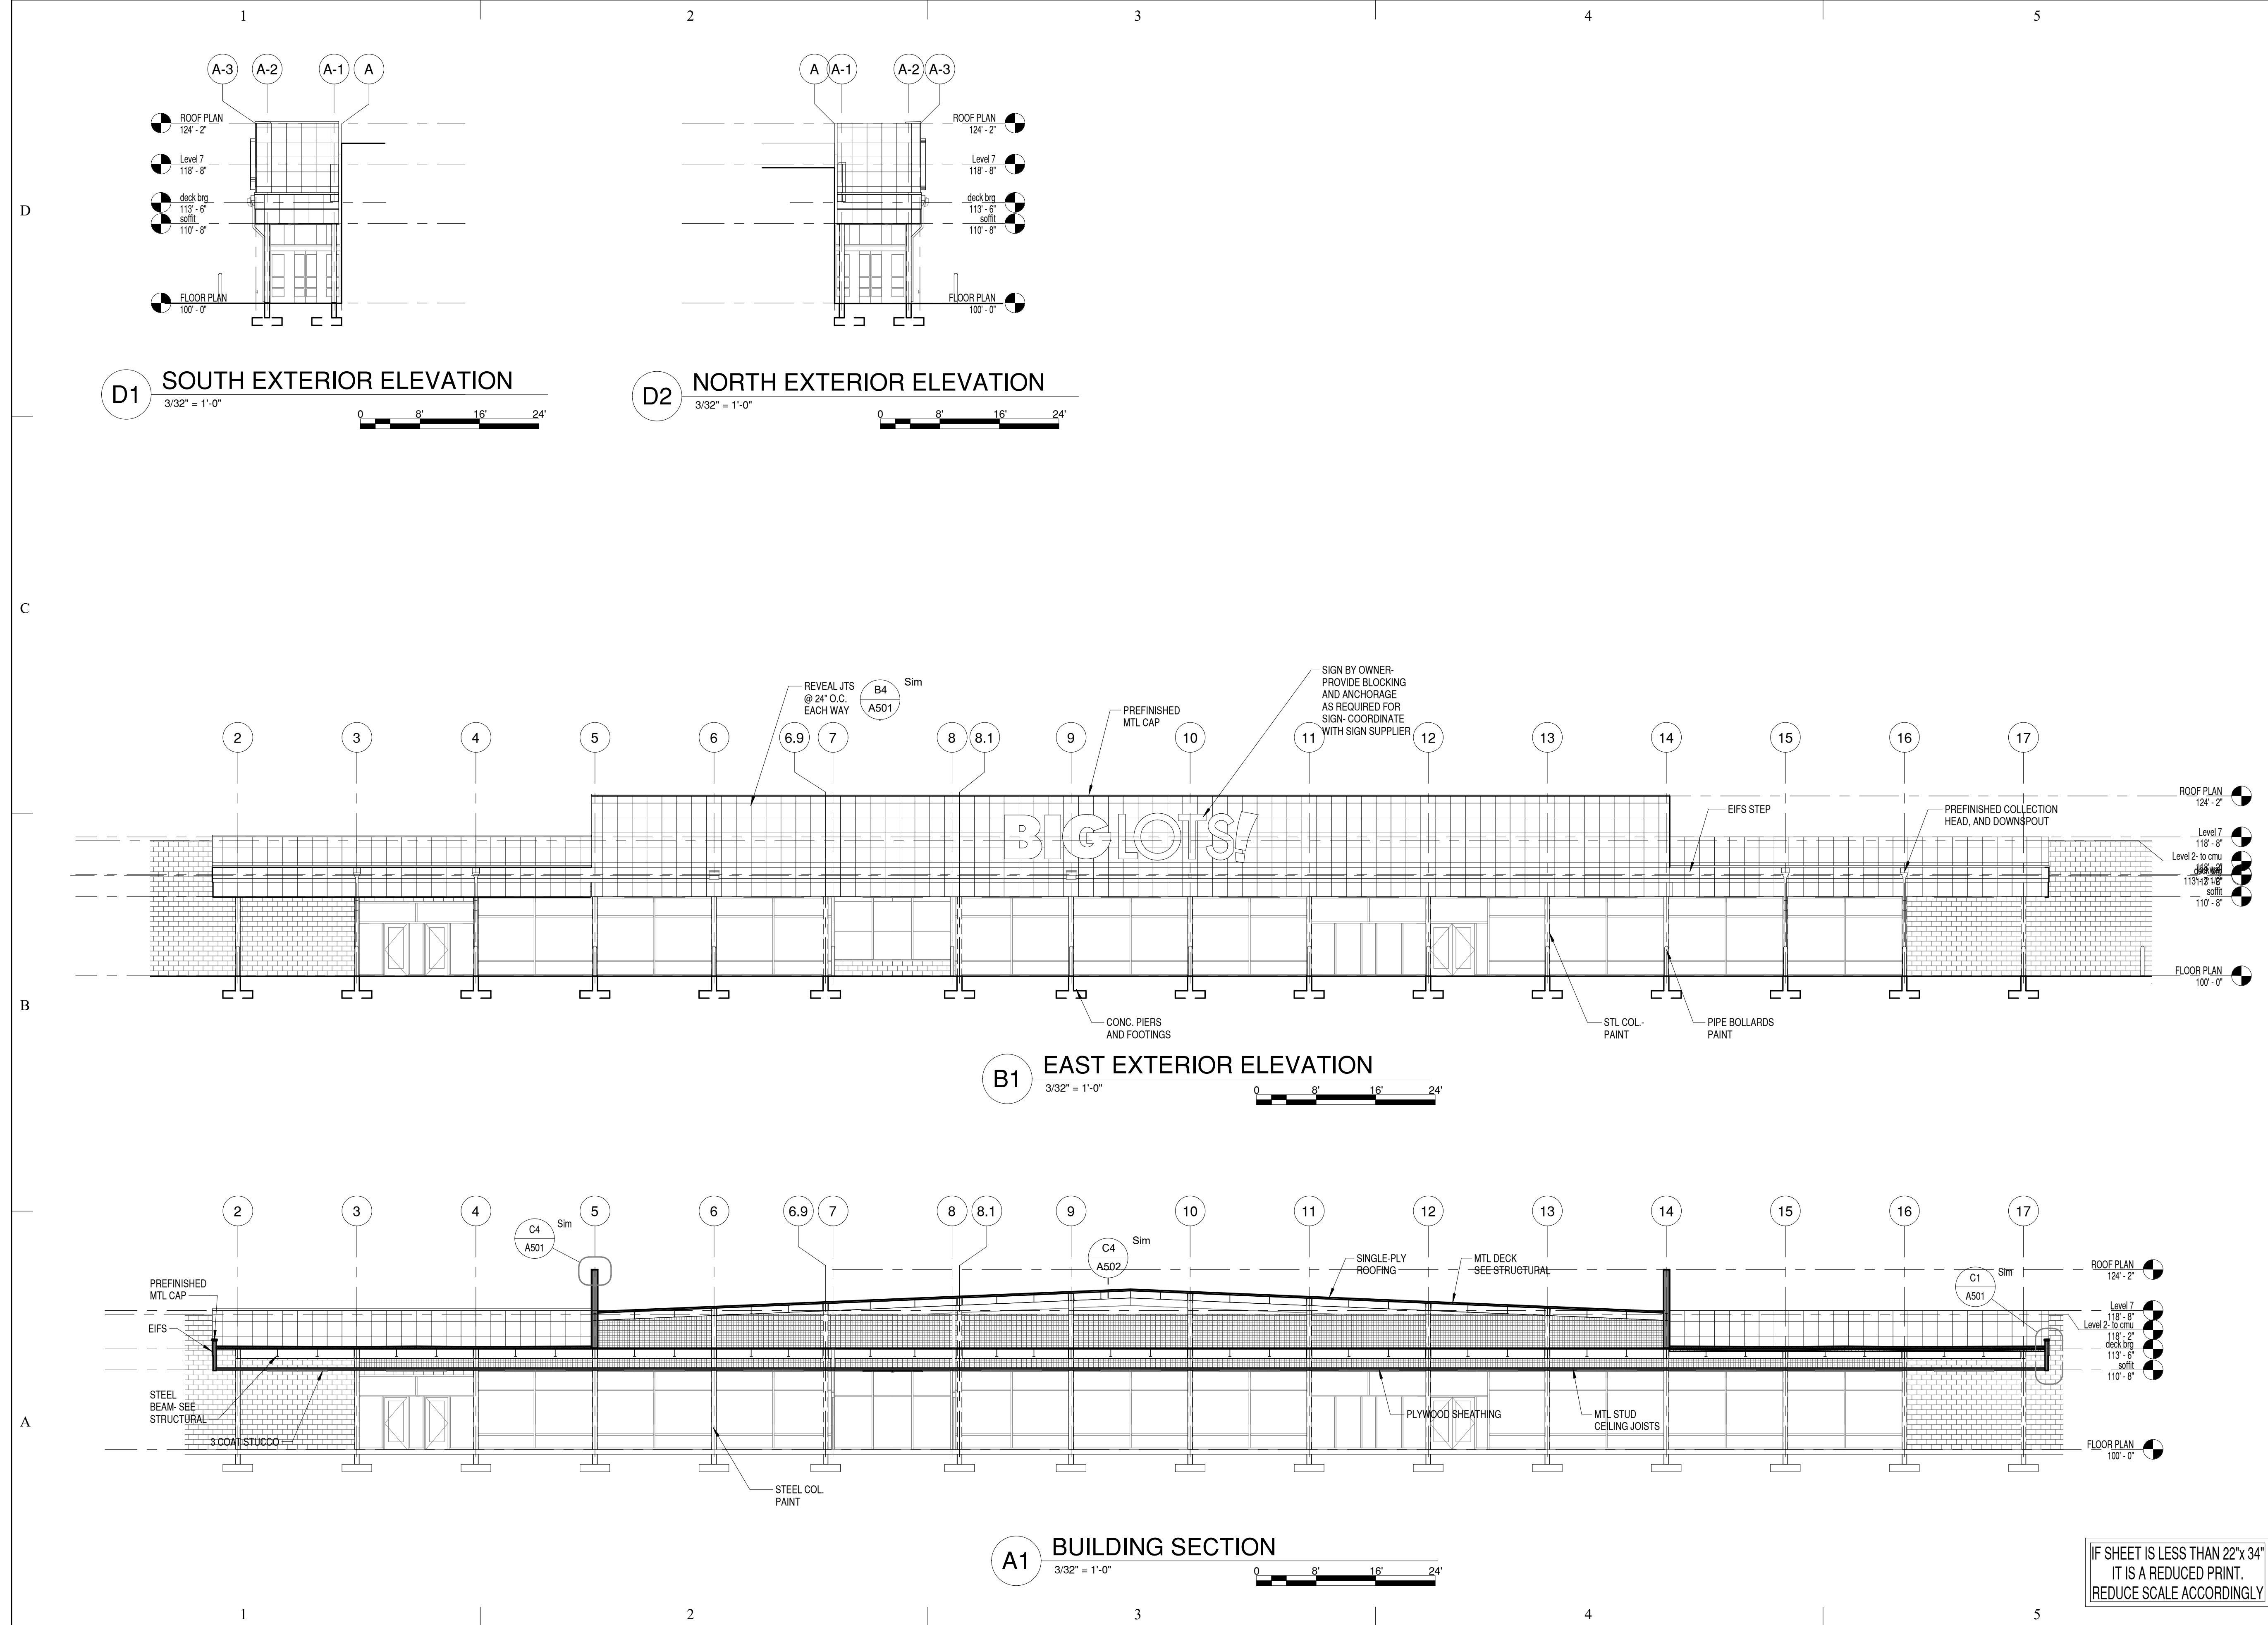 1 2 3 4 5
D
C
B
A
A-3 A-2 A-1 A
ROOF PLAN
124' - 2"
Level 7
118' - 8"
deck brg
113' - 6"
soffit
110' - 8"
FLOOR PLAN
100' - 0"
D1 SOUTH EXTERIOR ELEVATION
3/32" = 1'-0"
0 8' 16' 24'
A A-1 A-2 A-3
ROOF PLAN
124' - 2"
Level 7
118' - 8"
deck brg
113' - 6"
soffit
110' - 8"
FLOOR PLAN
100' - 0"
D2 NORTH EXTERIOR ELEVATION
3/32" = 1'-0"
0 8' 16' 24'
REVEAL JTS
@ 24" O.C.
EACH WAY
B4
A501
Sim
PREFINISHED
MTL CAP
SIGN BY OWNER-
PROVIDE BLOCKING
AND ANCHORAGE
AS REQUIRED FOR
SIGN- COORDINATE
WITH SIGN SUPPLIER
2 3 4 5 6 6.9 7 8 8.1 9 10 11 12 13 14 15 16 17
BIG LOTS!
EIFS STEP
PREFINISHED COLLECTION
HEAD, AND DOWNSPOUT
ROOF PLAN
124' - 2"
Level 7
118' - 8"
Level 2- to cmu
soffit
110' - 8"
FLOOR PLAN
100' - 0"
CONC. PIERS
AND FOOTINGS
STL COL.-
PAINT
PIPE BOLLARDS
PAINT
B1 EAST EXTERIOR ELEVATION
3/32" = 1'-0"
0 8' 16' 24'
2 3 4 5 6 6.9 7 8 8.1 9 10 11 12 13 14 15 16 17
C4
A501
Sim
C4
A502
Sim
C1
A501
Sim
PREFINISHED
MTL CAP
EIFS
STEEL
BEAM- SEE
STRUCTURAL
3 COAT STUCCO
SINGLE-PLY
ROOFING
MTL DECK
SEE STRUCTURAL
PLYWOOD SHEATHING
MTL STUD
CEILING JOISTS
STEEL COL.
PAINT
ROOF PLAN
124' - 2"
Level 7
118' - 8"
Level 2- to cmu
118' - 2"
deck brg
113' - 6"
soffit
110' - 8"
FLOOR PLAN
100' - 0"
A1 BUILDING SECTION
3/32" = 1'-0"
0 8' 16' 24'
IF SHEET IS LESS THAN 22"x 34"
IT IS A REDUCED PRINT.
REDUCE SCALE ACCORDINGLY
1 2 3 4 5